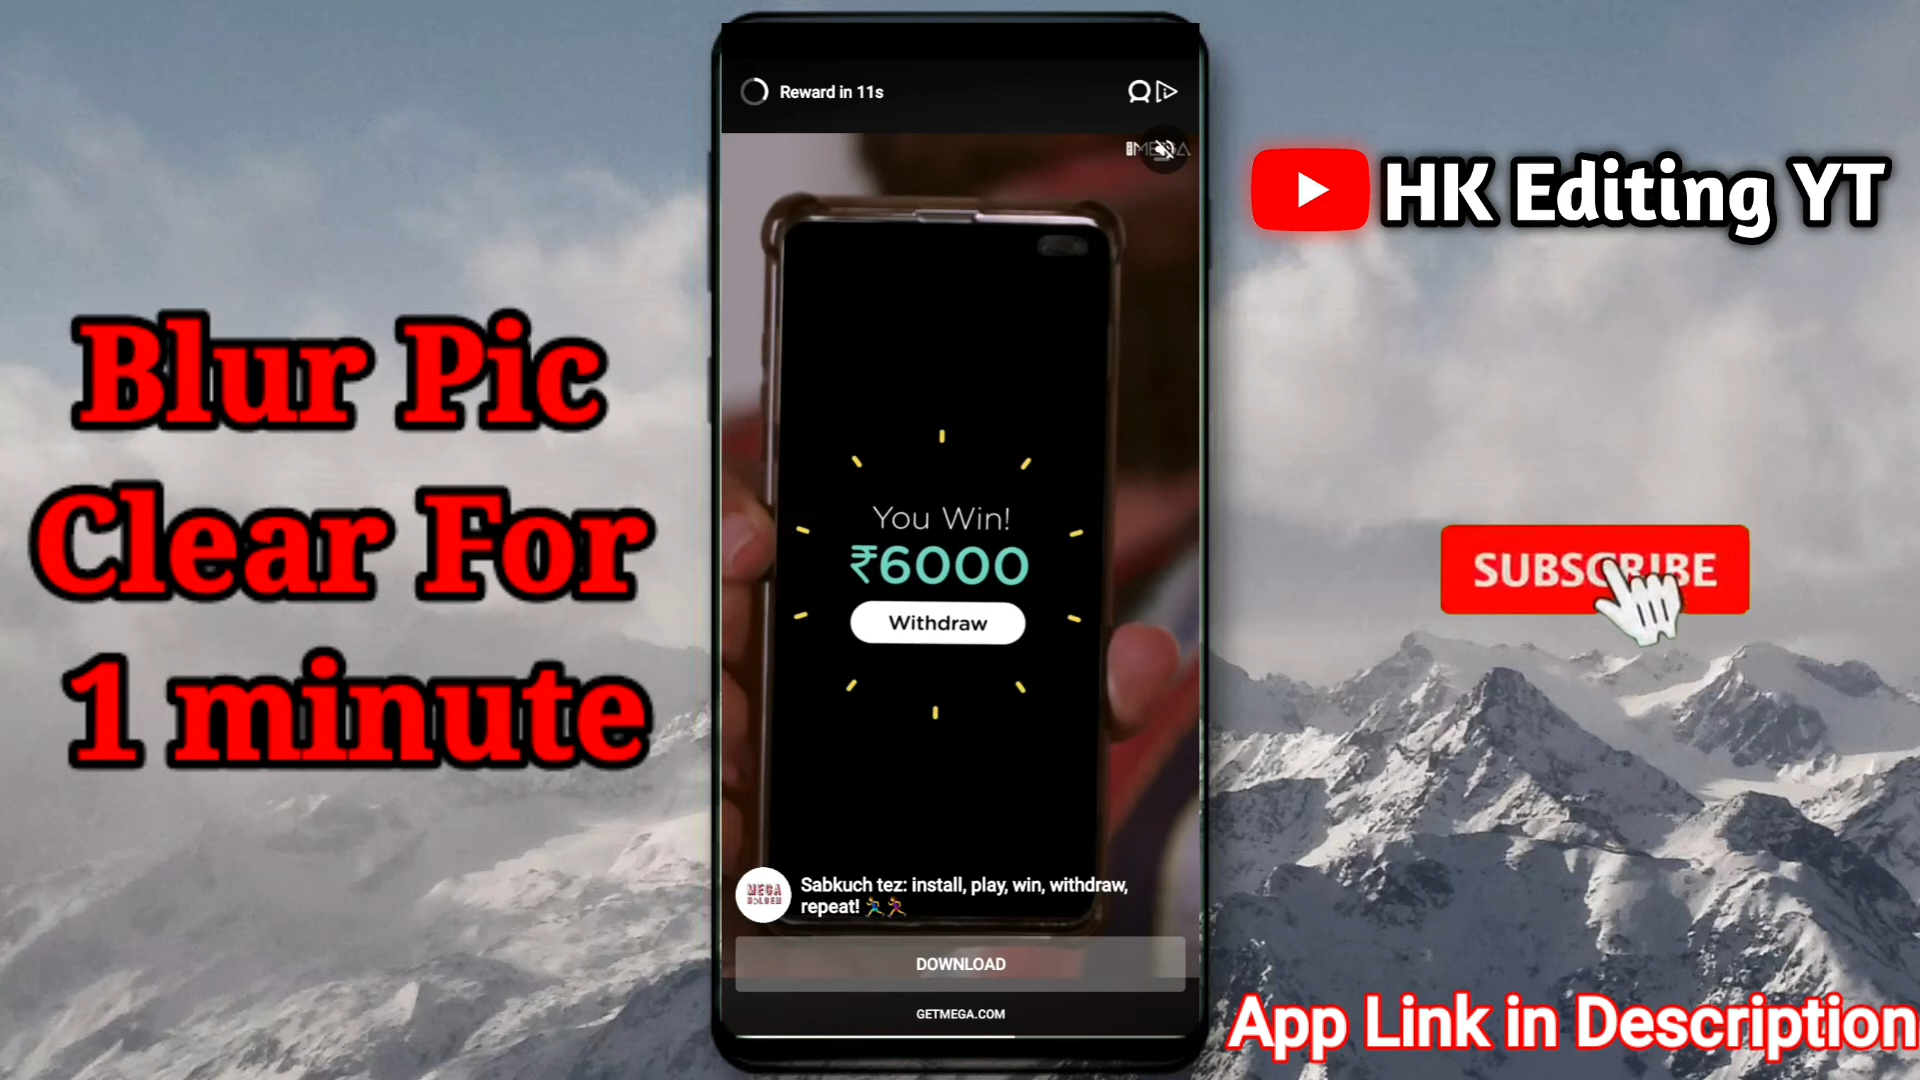 Reward in 11s
HK Editing YT
Blur Pic
Clear For
1 minute
You Win!
₹6000
Withdraw
SUBSCRIBE
Sabkuch tez: install, play, win, withdraw,
repeat! 🏃‍♂️🏃‍♀️
DOWNLOAD
GETMEGA.COM
App Link in Description